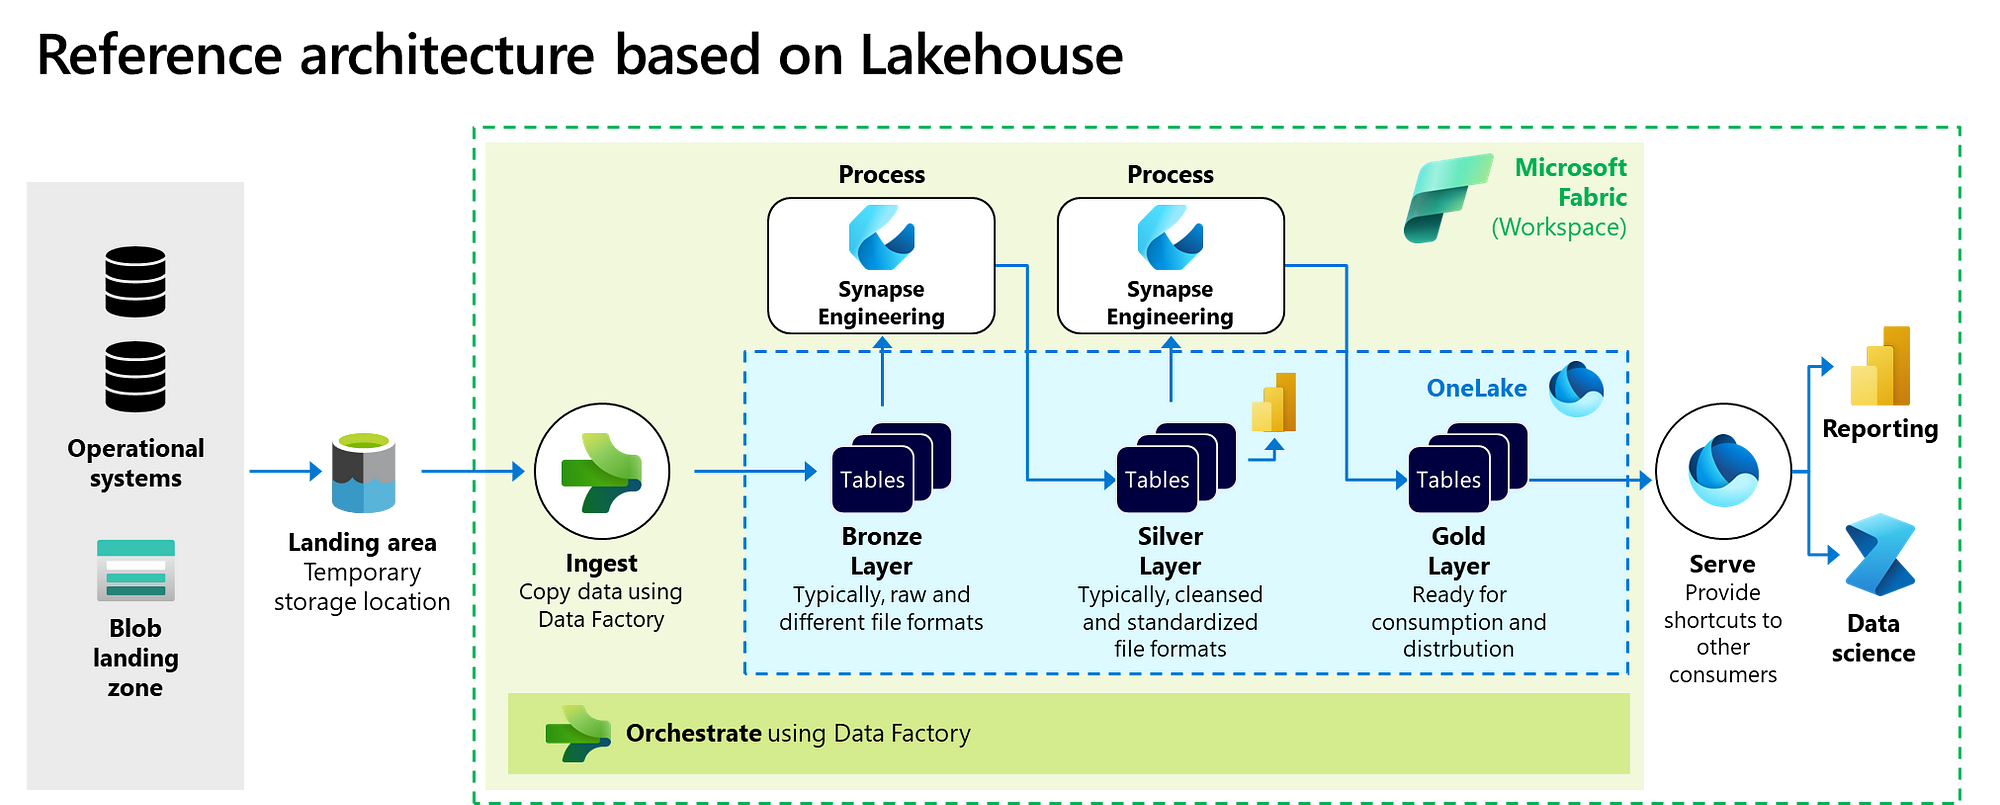 Reference architecture based on Lakehouse
Operational
systems
Blob
landing
zone
Landing area
Temporary
storage location
Ingest
Copy data using
Data Factory
Process
Synapse
Engineering
Process
Synapse
Engineering
Microsoft
Fabric
(Workspace)
OneLake
Tables
Bronze
Layer
Typically, raw and
different file formats
Tables
Silver
Layer
Typically, cleansed
and standardized
file formats
Tables
Gold
Layer
Ready for
consumption and
distrbution
Serve
Provide
shortcuts to
other
consumers
Reporting
Data
science
Orchestrate using Data Factory